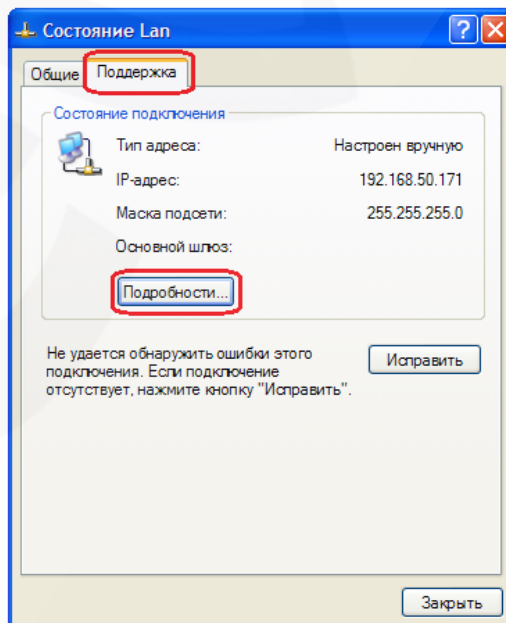 Состояние Lan
Общие Поддержка
Состояние подключения
Тип адреса: Настроен вручную
IP-адрес: 192.168.50.171
Маска подсети: 255.255.255.0
Основной шлюз:
Подробности...
Не удается обнаружить ошибки этого
подключения. Если подключение
отсутствует, нажмите кнопку "Исправить".
Исправить
Закрыть